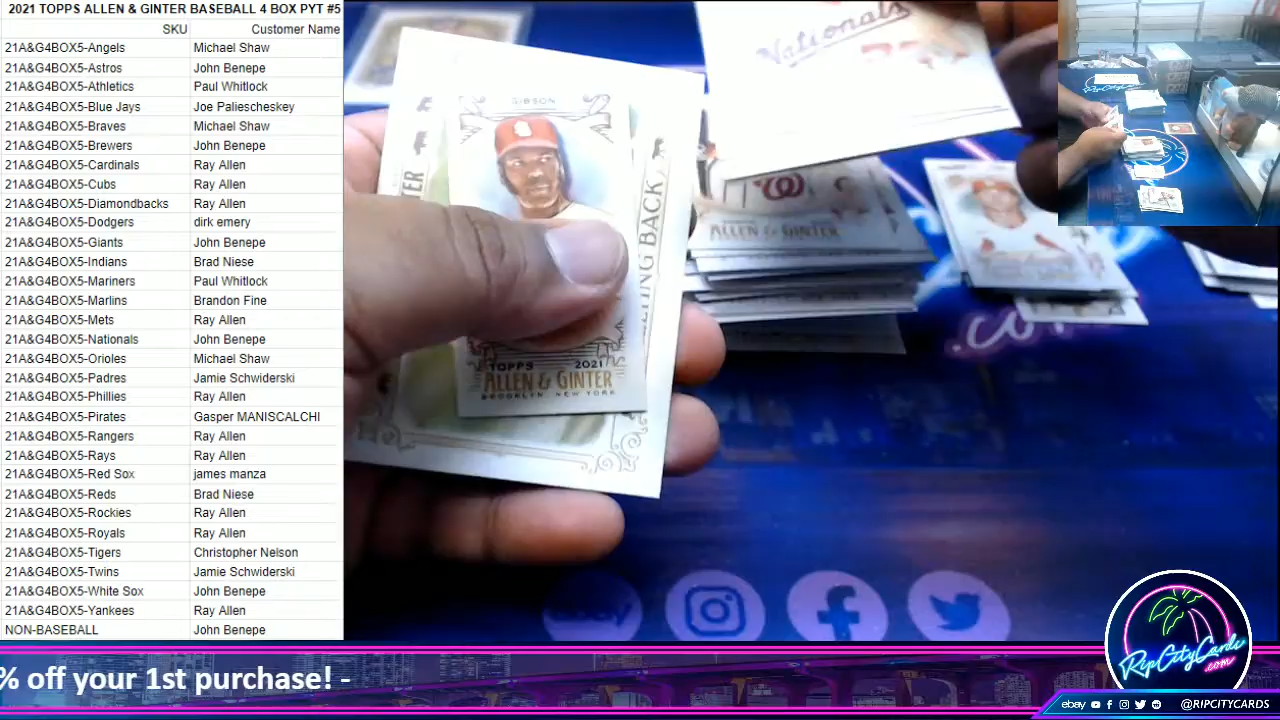 2021 TOPPS ALLEN & GINTER BASEBALL 4 BOX PYT #5
SKU Customer Name
21A&G4BOX5-Angels Michael Shaw
21A&G4BOX5-Astros John Benepe
21A&G4BOX5-Athletics Paul Whitlock
21A&G4BOX5-Blue Jays Joe Paliescheskey
21A&G4BOX5-Braves Michael Shaw
21A&G4BOX5-Brewers John Benepe
21A&G4BOX5-Cardinals Ray Allen
21A&G4BOX5-Cubs Ray Allen
21A&G4BOX5-Diamondbacks Ray Allen
21A&G4BOX5-Dodgers dirk emery
21A&G4BOX5-Giants John Benepe
21A&G4BOX5-Indians Brad Niese
21A&G4BOX5-Mariners Paul Whitlock
21A&G4BOX5-Marlins Brandon Fine
21A&G4BOX5-Mets Ray Allen
21A&G4BOX5-Nationals John Benepe
21A&G4BOX5-Orioles Michael Shaw
21A&G4BOX5-Padres Jamie Schwiderski
21A&G4BOX5-Phillies Ray Allen
21A&G4BOX5-Pirates Gasper MANISCALCHI
21A&G4BOX5-Rangers Ray Allen
21A&G4BOX5-Rays Ray Allen
21A&G4BOX5-Red Sox james manza
21A&G4BOX5-Reds Brad Niese
21A&G4BOX5-Rockies Ray Allen
21A&G4BOX5-Royals Ray Allen
21A&G4BOX5-Tigers Christopher Nelson
21A&G4BOX5-Twins Jamie Schwiderski
21A&G4BOX5-White Sox John Benepe
21A&G4BOX5-Yankees Ray Allen
NON-BASEBALL John Benepe
Nationals
GIBSON
TOPPS 2021
ALLEN & GINTER
BROOKLYN, NEW YORK
BACK
ALLEN & GINTER
.co
% off your 1st purchase! -
RipCityCards
.com
ebay @RIPCITYCARDS